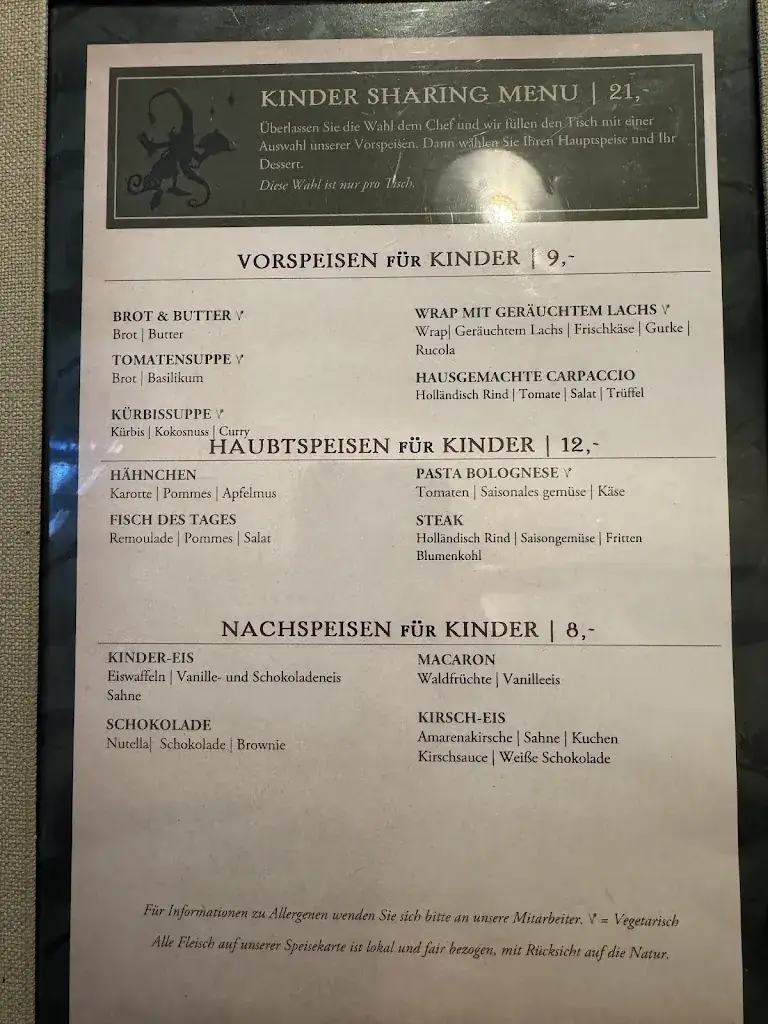 KINDER SHARING MENU | 21,-
Überlassen Sie die Wahl dem Chef und wir füllen den Tisch mit einer
Auswahl unserer Vorspeisen. Dann wählen Sie Ihren Hauptspeise und Ihr
Dessert.
Diese Wahl ist nur pro Tisch.
VORSPEISEN FÜR KINDER | 9,-
BROT & BUTTER
Brot | Butter
TOMATENSUPPE
Brot | Basilikum
KÜRBISSUPPE
Kürbis | Kokosnuss | Curry
WRAP MIT GERÄUCHTEM LACHS
Wrap| Geräuchtem Lachs | Frischkäse | Gurke |
Rucola
HAUSGEMACHTE CARPACCIO
Holländisch Rind | Tomate | Salat | Trüffel
HAUBTSPEISEN FÜR KINDER | 12,-
HÄHNCHEN
Karotte | Pommes | Apfelmus
FISCH DES TAGES
Remoulade | Pommes | Salat
PASTA BOLOGNESE
Tomaten | Saisonales gemüse | Käse
STEAK
Holländisch Rind | Saisongemüse | Fritten
Blumenkohl
NACHSPEISEN FÜR KINDER | 8,-
KINDER-EIS
Eiswaffeln | Vanille- und Schokoladeneis
Sahne
SCHOKOLADE
Nutella| Schokolade | Brownie
MACARON
Waldfrüchte | Vanilleeis
KIRSCH-EIS
Amarenakirsche | Sahne | Kuchen
Kirschsauce | Weiße Schokolade
Für Informationen zu Allergenen wenden Sie sich bitte an unsere Mitarbeiter. = Vegetarisch
Alle Fleisch auf unserer Speisekarte ist lokal und fair bezogen, mit Rücksicht auf die Natur.